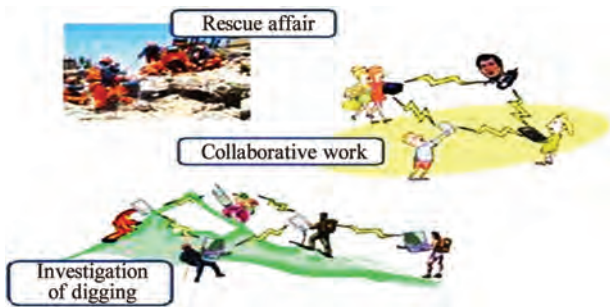 Rescue affair
Collaborative work
Investigation
of digging